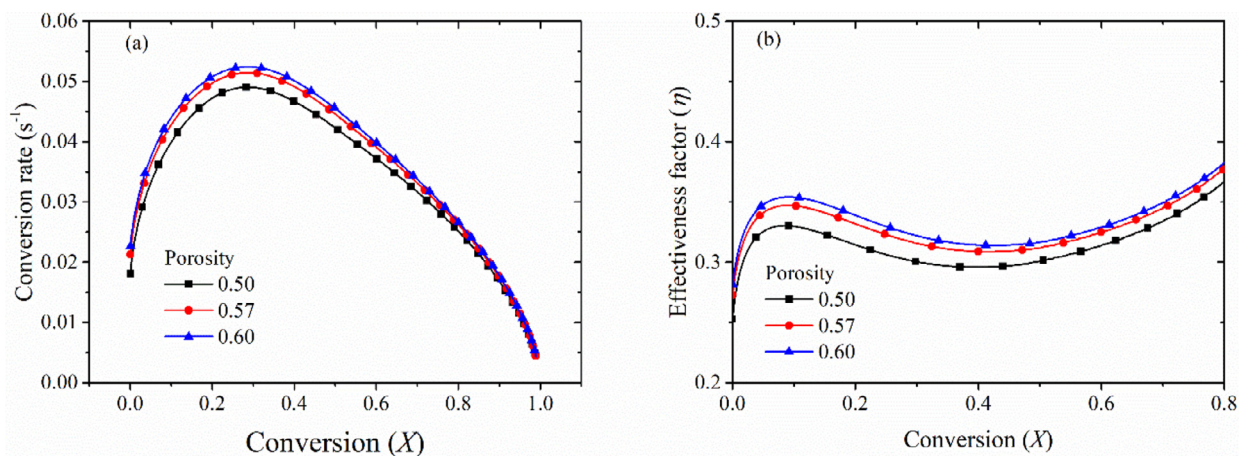 (a)
0.06
0.05
0.04
0.03
0.02
0.01
0.00
Conversion rate (s-1)
Porosity
0.50
0.57
0.60
0.0 0.2 0.4 0.6 0.8 1.0
Conversion (X)
(b)
0.5
0.4
0.3
0.2
Effectiveness factor (η)
Porosity
0.50
0.57
0.60
0.0 0.2 0.4 0.6 0.8
Conversion (X)